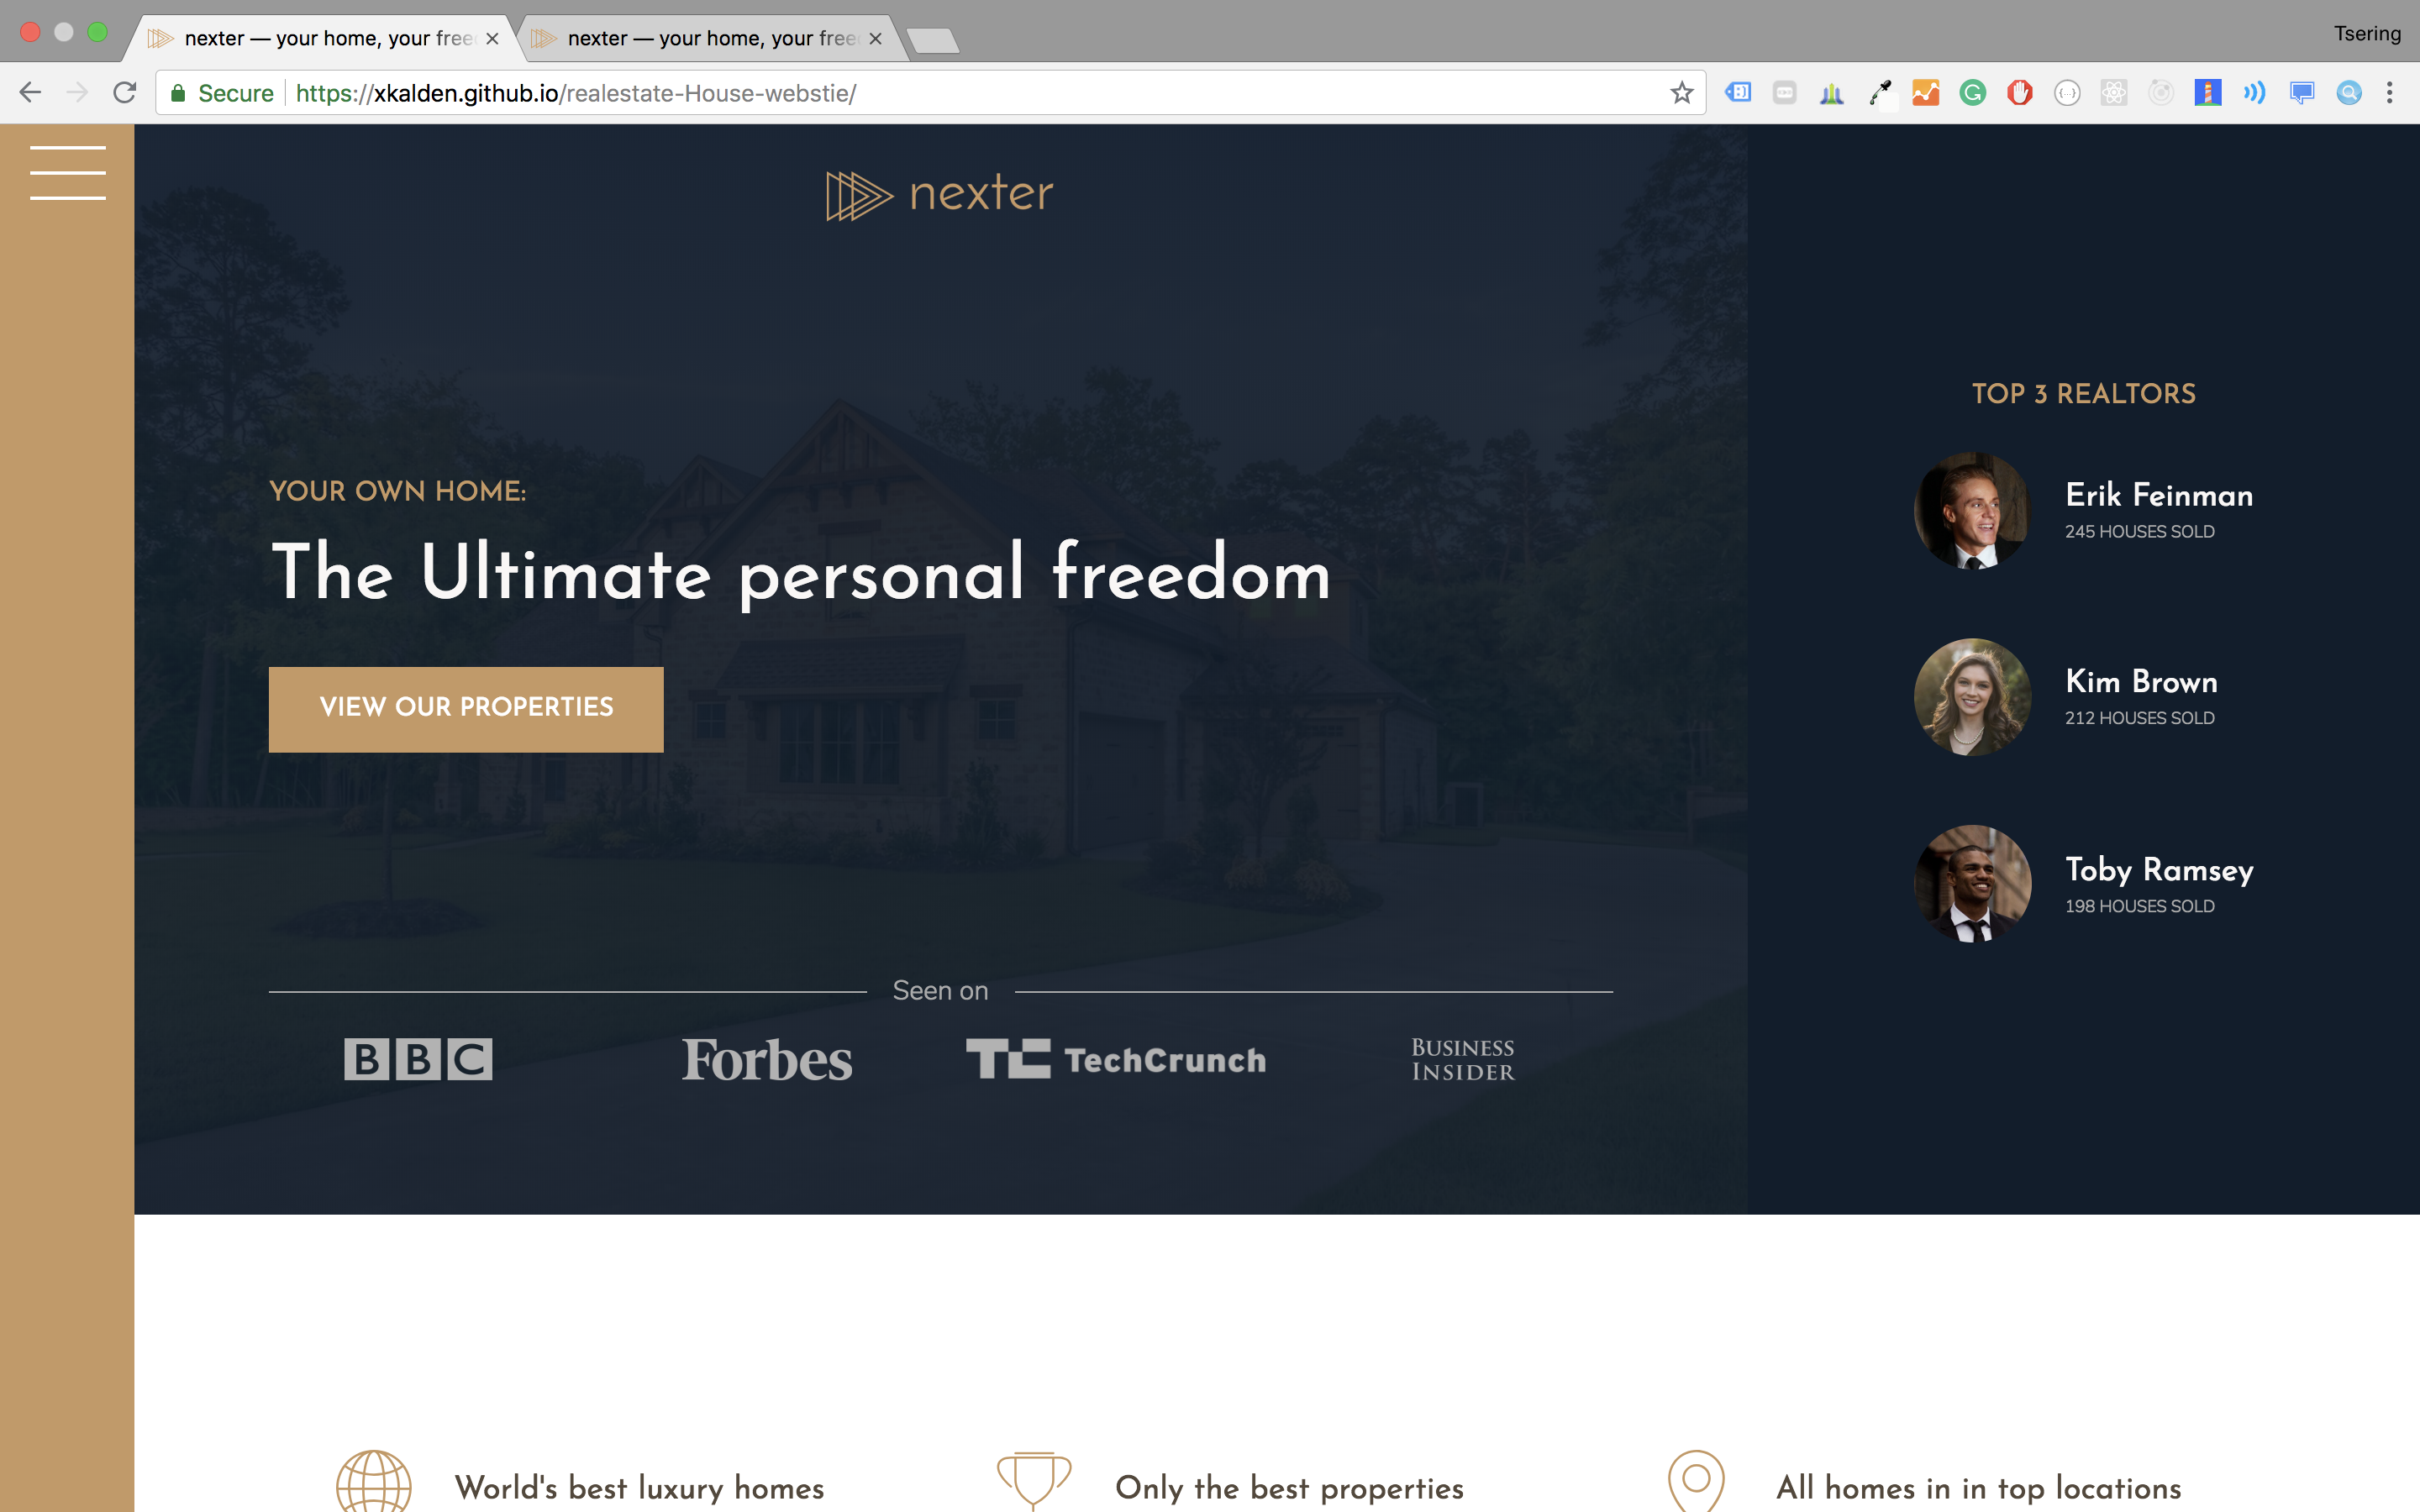 nexter — your home, your free
nexter — your home, your free
Tsering
Secure https://xkalden.github.io/realestate-House-webstie/
nexter
TOP 3 REALTORS
Erik Feinman
245 HOUSES SOLD
YOUR OWN HOME:
The Ultimate personal freedom
Kim Brown
212 HOUSES SOLD
VIEW OUR PROPERTIES
Toby Ramsey
198 HOUSES SOLD
Seen on
BBC
Forbes
TC TechCrunch
BUSINESS
INSIDER
World's best luxury homes
Only the best properties
All homes in in top locations